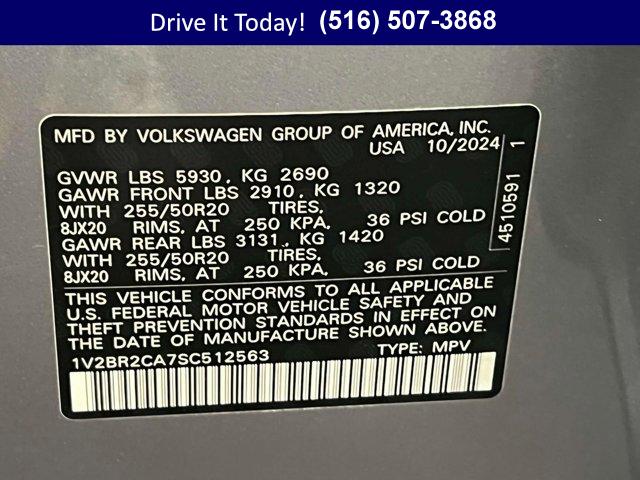 Drive It Today! (516) 507-3868
MFD BY VOLKSWAGEN GROUP OF AMERICA, INC.
USA 10/2024
GVWR LBS 5930, KG 2690
GAWR FRONT LBS 2910, KG 1320
WITH 255/50R20 TIRES,
8JX20 RIMS, AT 250 KPA, 36 PSI COLD
GAWR REAR LBS 3131, KG 1420
WITH 255/50R20 TIRES,
8JX20 RIMS, AT 250 KPA, 36 PSI COLD
THIS VEHICLE CONFORMS TO ALL APPLICABLE
U.S. FEDERAL MOTOR VEHICLE SAFETY AND
THEFT PREVENTION STANDARDS IN EFFECT ON
THE DATE OF MANUFACTURE SHOWN ABOVE.
1V2BR2CA7SC512563 TYPE: MPV
4510591 1